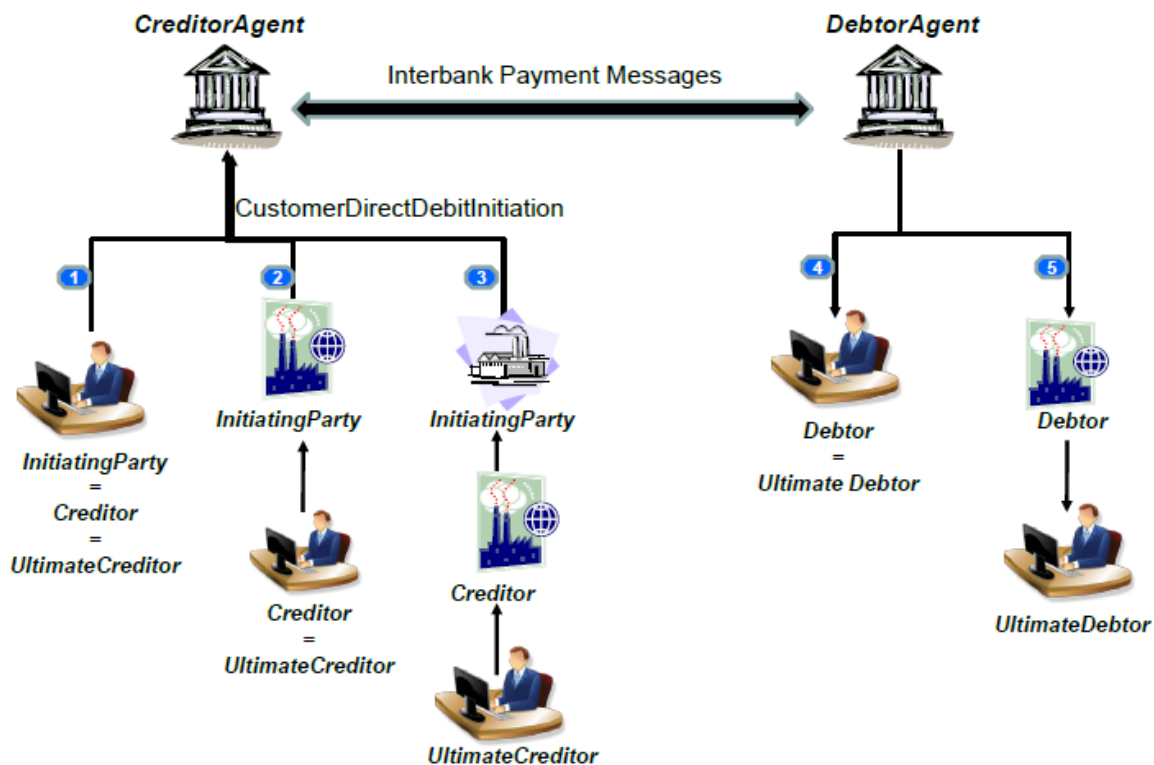 CreditorAgent
DebtorAgent
Interbank Payment Messages
CustomerDirectDebitInitiation
1
2
3
4
5
InitiatingParty
=
Creditor
=
UltimateCreditor
InitiatingParty
Creditor
=
UltimateCreditor
InitiatingParty
Creditor
UltimateCreditor
Debtor
=
Ultimate Debtor
Debtor
UltimateDebtor